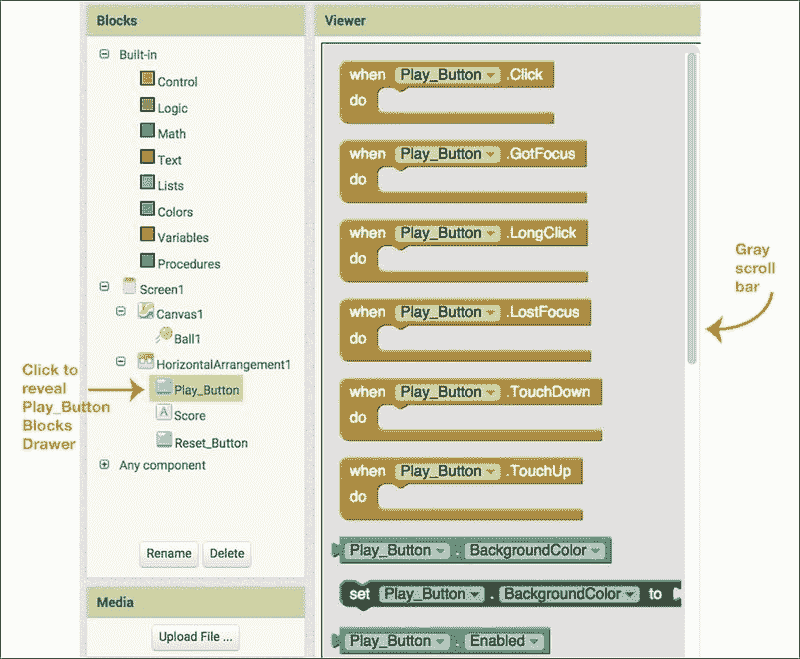 Blocks
Viewer
Built-in
Control
Logic
Math
Text
Lists
Colors
Variables
Procedures
Screen1
Canvas1
Ball1
HorizontalArrangement1
Play_Button
A Score
Reset_Button
Any component
Rename Delete
Media
Upload File ...
Click to
reveal
Play_Button
Blocks
Drawer
when Play_Button .Click
do
when Play_Button .GotFocus
do
when Play_Button .LongClick
do
when Play_Button .LostFocus
do
when Play_Button .TouchDown
do
when Play_Button .TouchUp
do
Play_Button . BackgroundColor
set Play_Button . BackgroundColor to
Play_Button . Enabled
Gray
scroll
bar